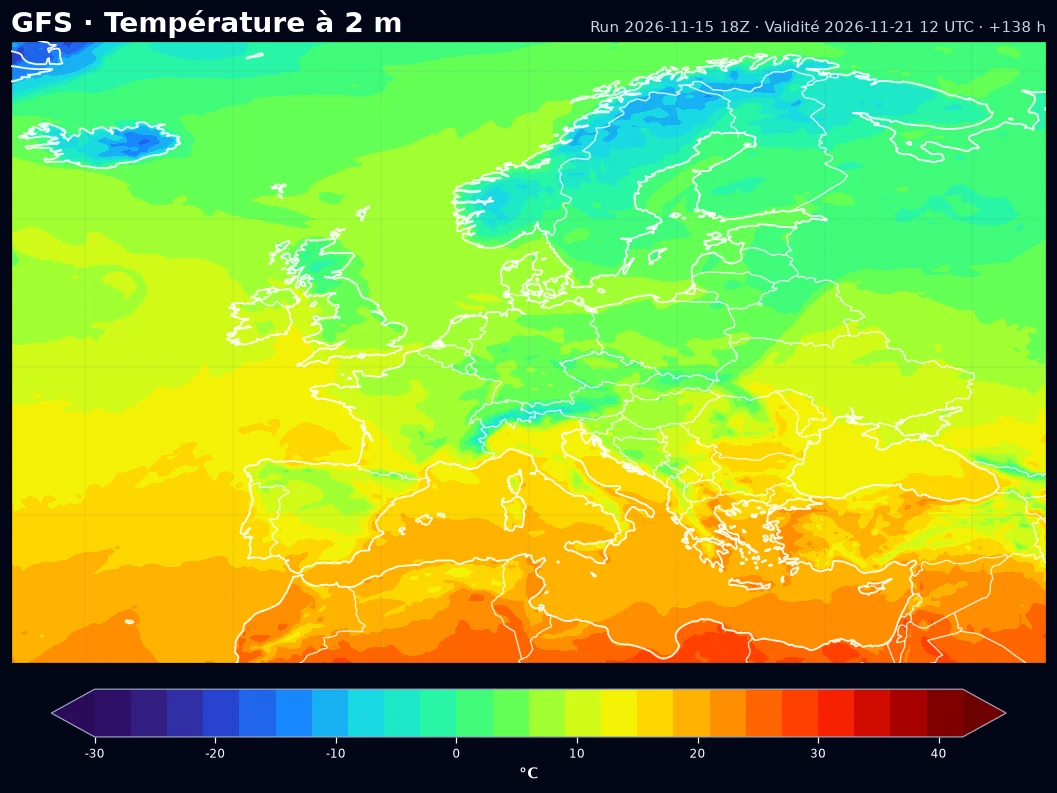 GFS · Température à 2 m
Run 2026-11-15 18Z · Validité 2026-11-21 12 UTC · +138 h
-30 -20 -10 0 10 20 30 40
°C